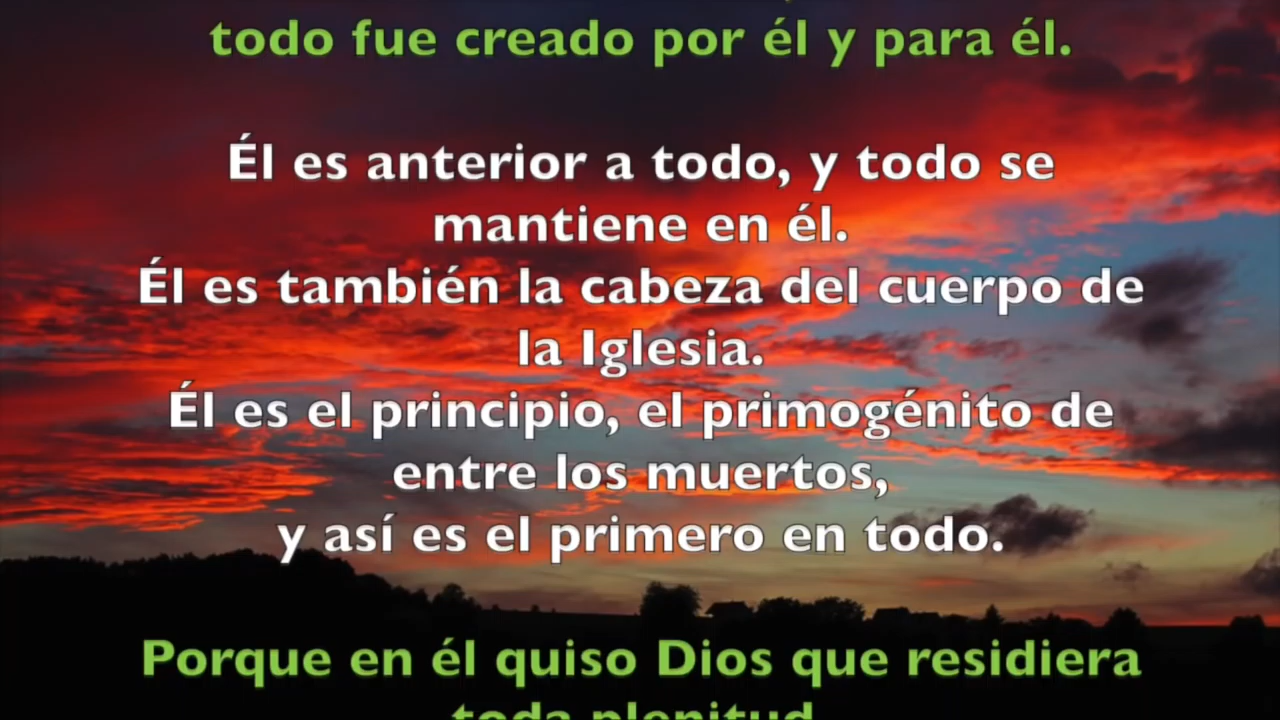 todo fue creado por él y para él.
Él es anterior a todo, y todo se
mantiene en él.
Él es también la cabeza del cuerpo de
la Iglesia.
Él es el principio, el primogénito de
entre los muertos,
y así es el primero en todo.
Porque en él quiso Dios que residiera
toda plenitud.